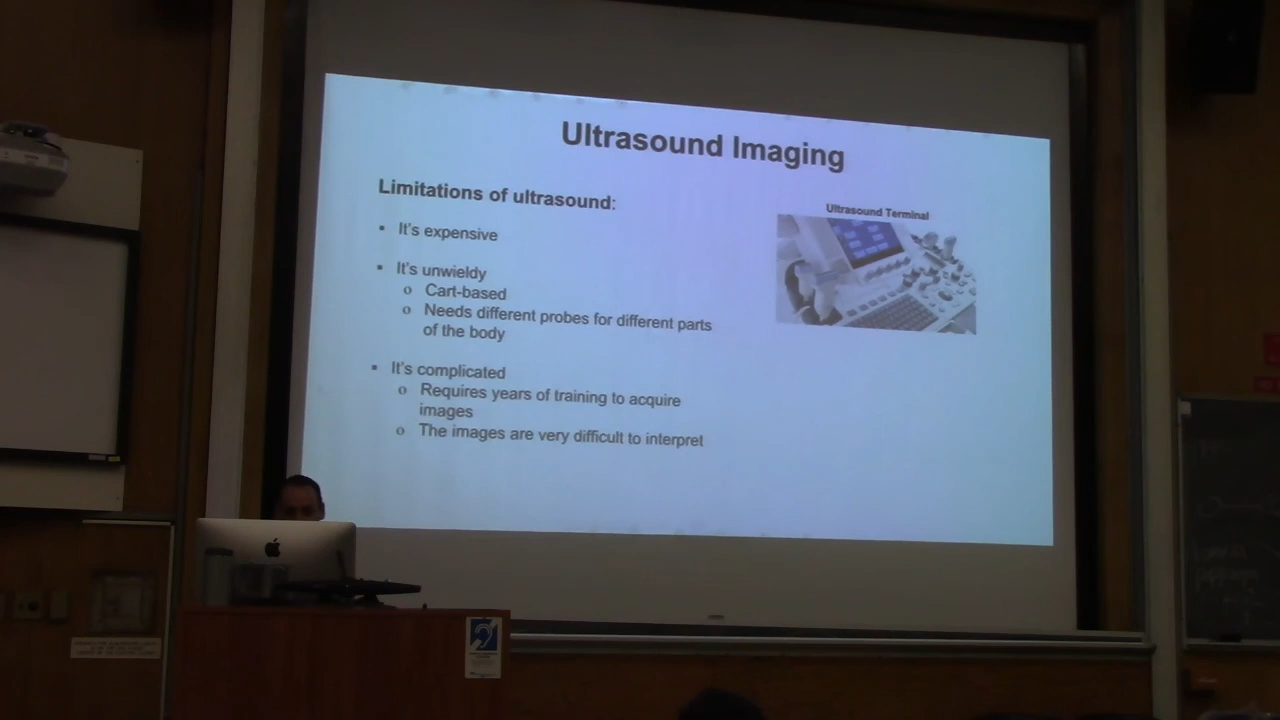 Ultrasound Imaging
Limitations of ultrasound:
▪ It's expensive
▪ It's unwieldy
o Cart-based
o Needs different probes for different parts
of the body
▪ It's complicated
o Requires years of training to acquire
images
o The images are very difficult to interpret
Ultrasound Terminal